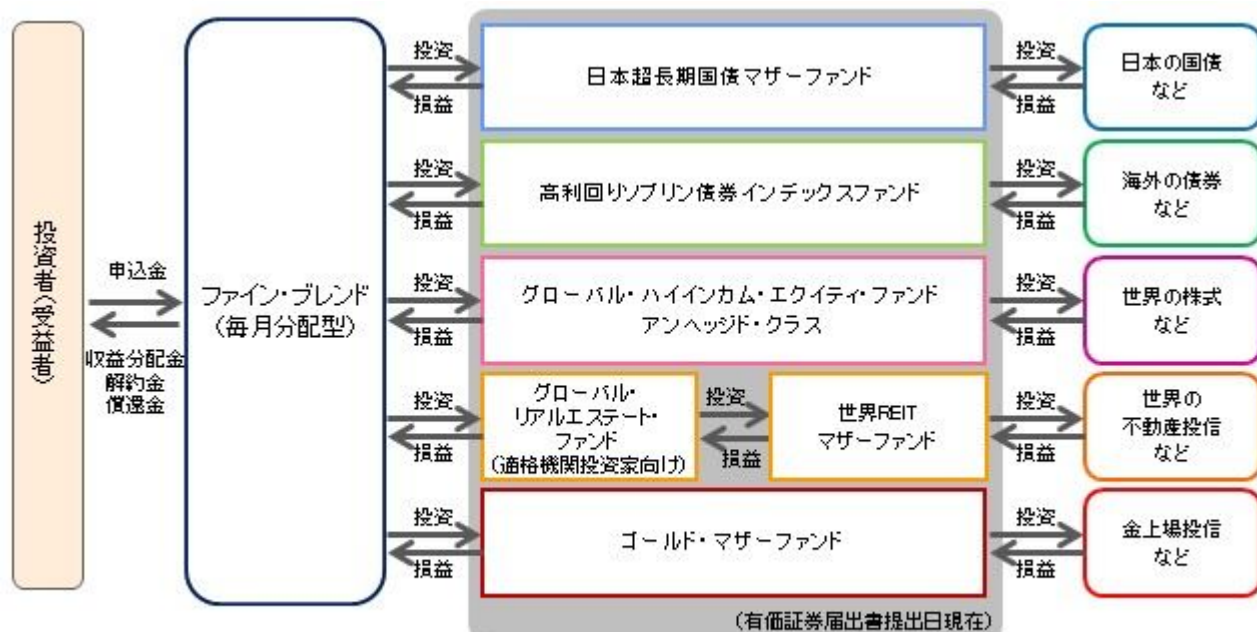 投資者(受益者)
申込金
収益分配金
解約金
償還金
ファイン・ブレンド
(毎月分配型)
投資
損益
日本超長期国債マザーファンド
投資
損益
日本の国債
など
投資
損益
高利回りソブリン債券インデックスファンド
投資
損益
海外の債券
など
投資
損益
グローバル・ハイインカム・エクイティ・ファンド
アンヘッジド・クラス
投資
損益
世界の株式
など
投資
損益
グローバル・
リアルエステート・
ファンド
(適格機関投資家向け)
投資
損益
世界REIT
マザーファンド
投資
損益
世界の
不動産投信
など
投資
損益
ゴールド・マザーファンド
投資
損益
金上場投信
など
(有価証券届出書提出日現在)